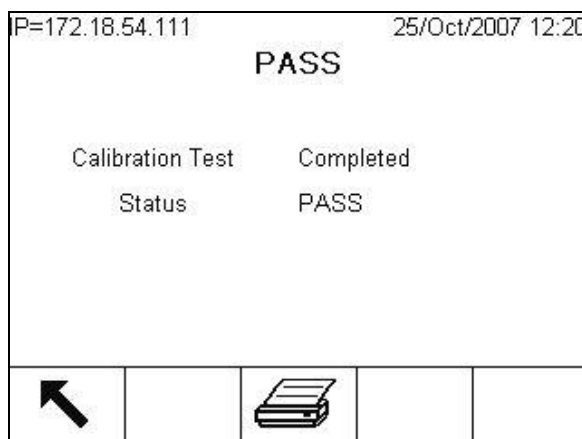 IP=172.18.54.111 25/Oct/2007 12:20
PASS
Calibration Test Completed
Status PASS